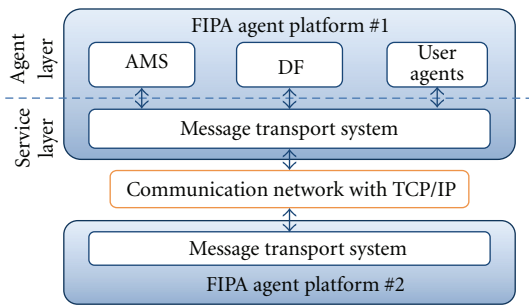 FIPA agent platform #1
Agent
layer
AMS
DF
User
agents
Service
layer
Message transport system
Communication network with TCP/IP
Message transport system
FIPA agent platform #2